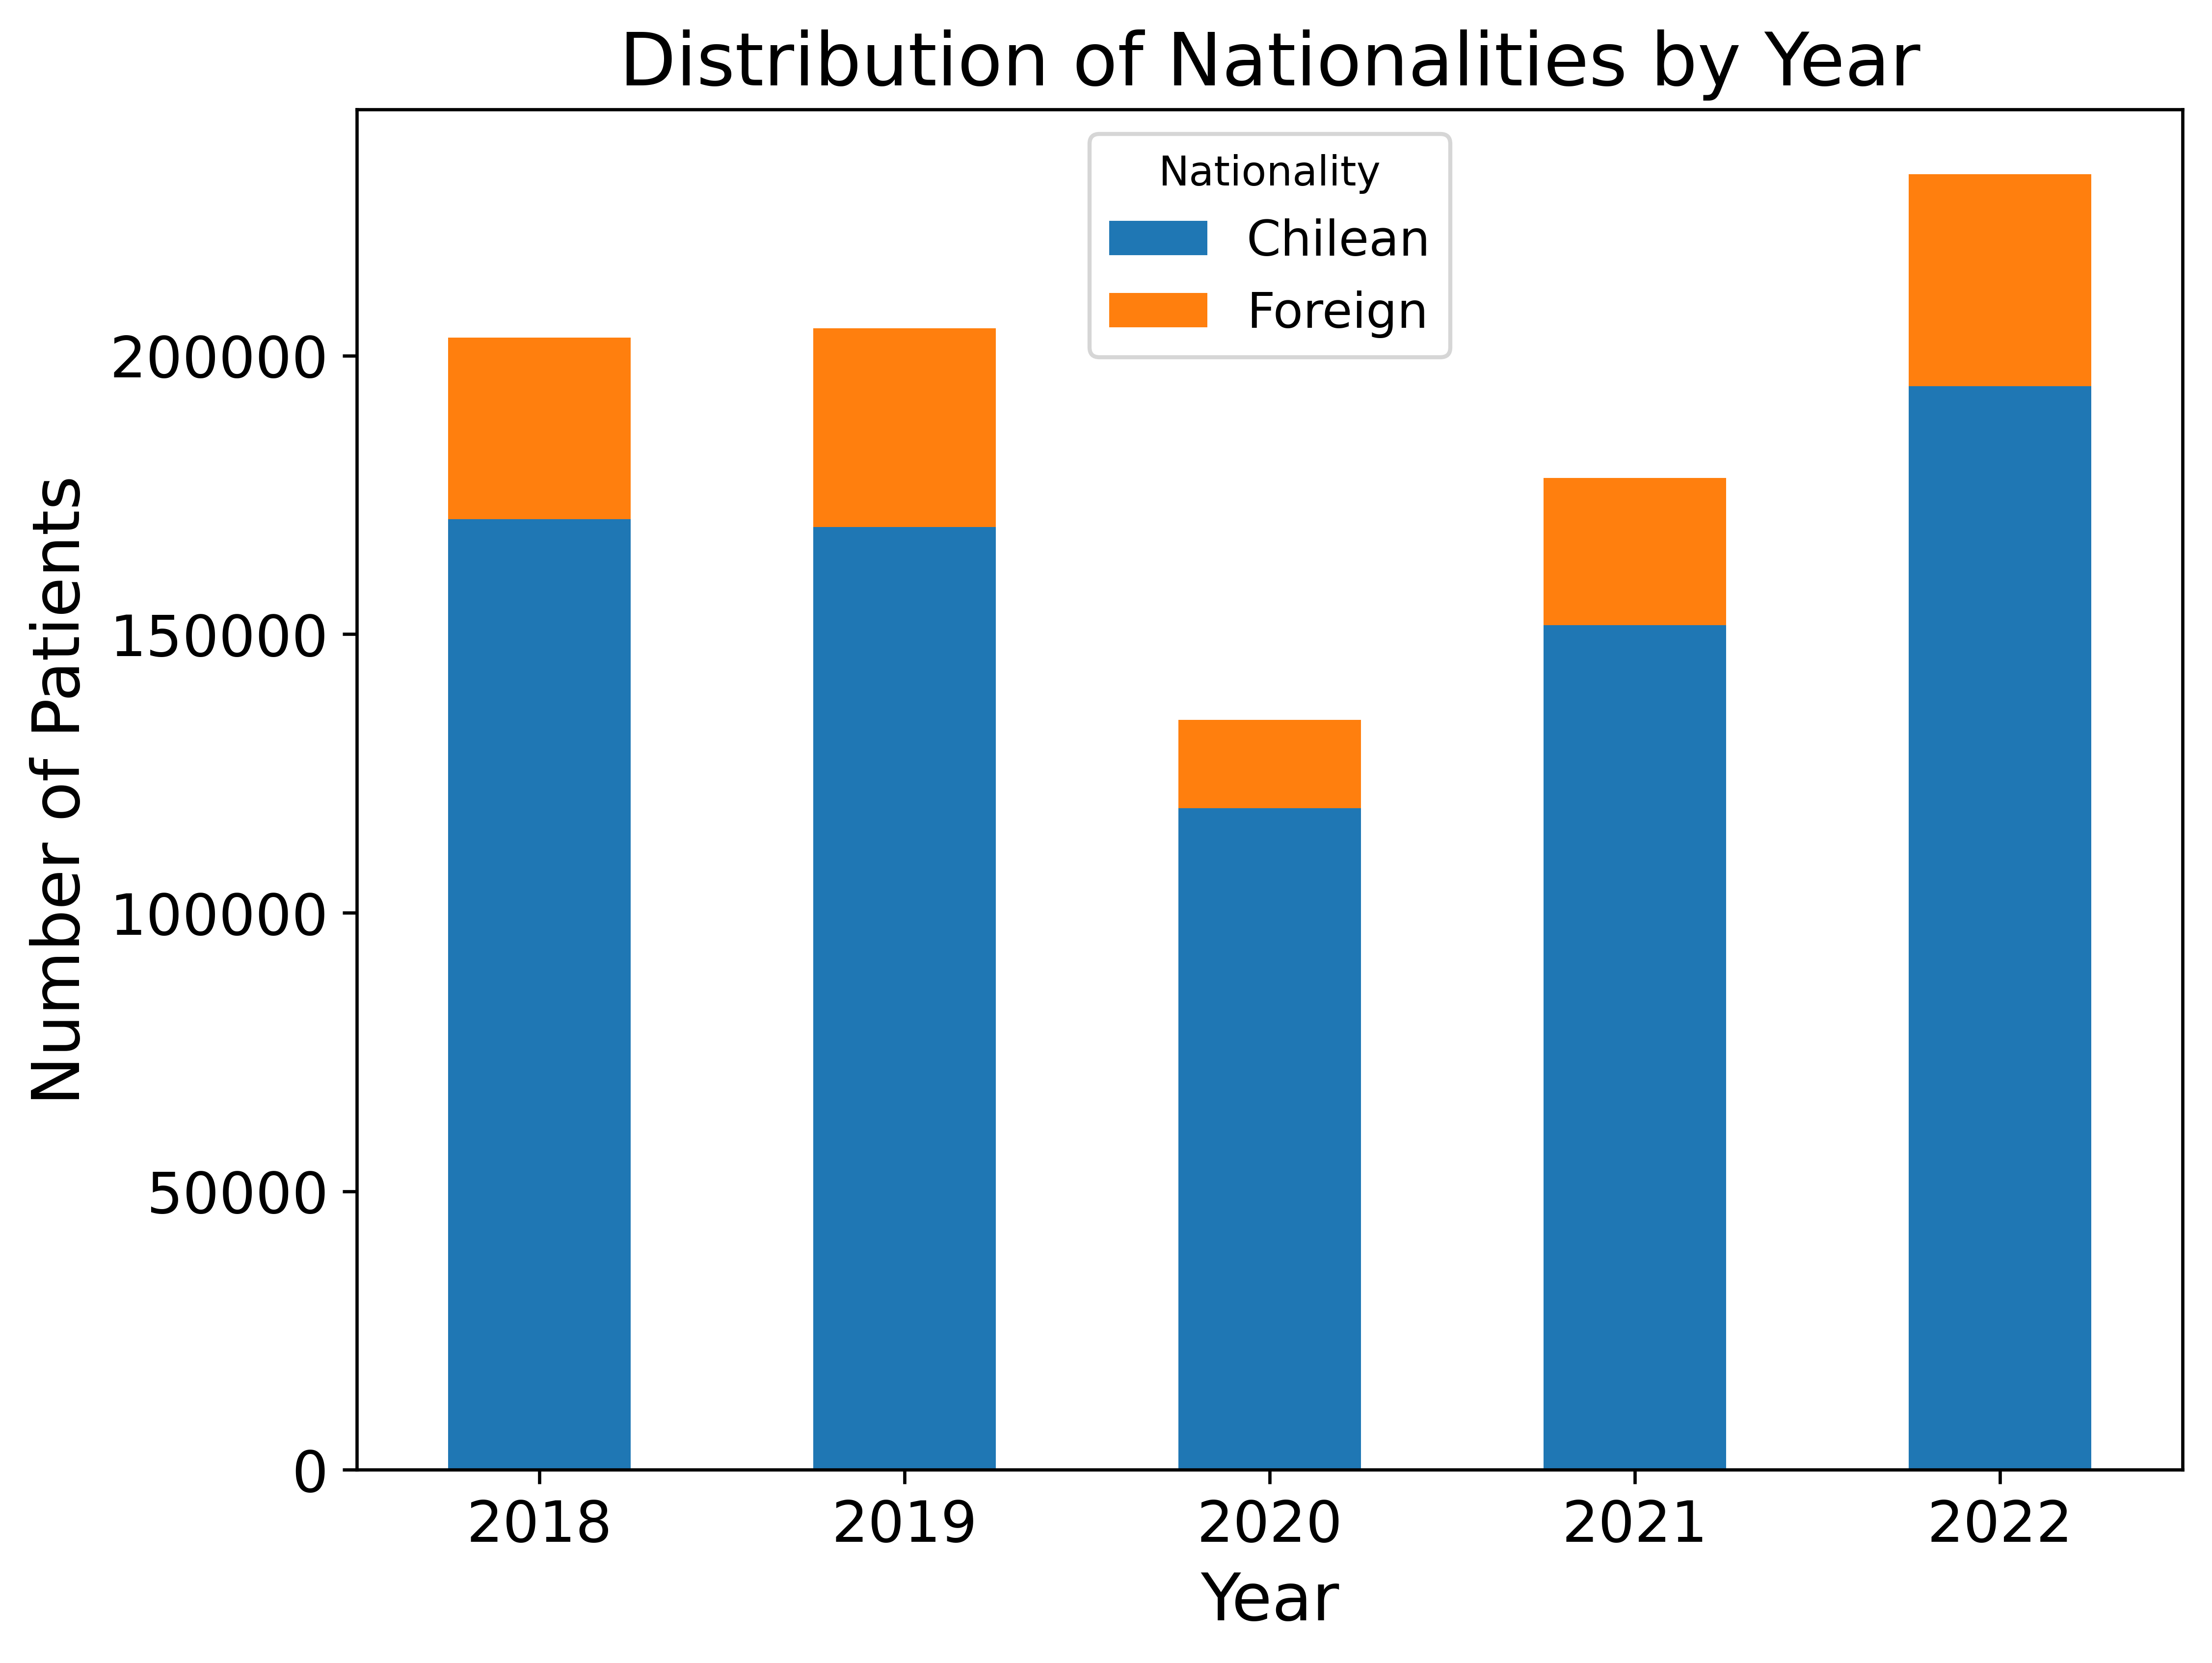 Distribution of Nationalities by Year
Nationality
Chilean
Foreign
200000
150000
100000
50000
0
Number of Patients
2018 2019 2020 2021 2022
Year